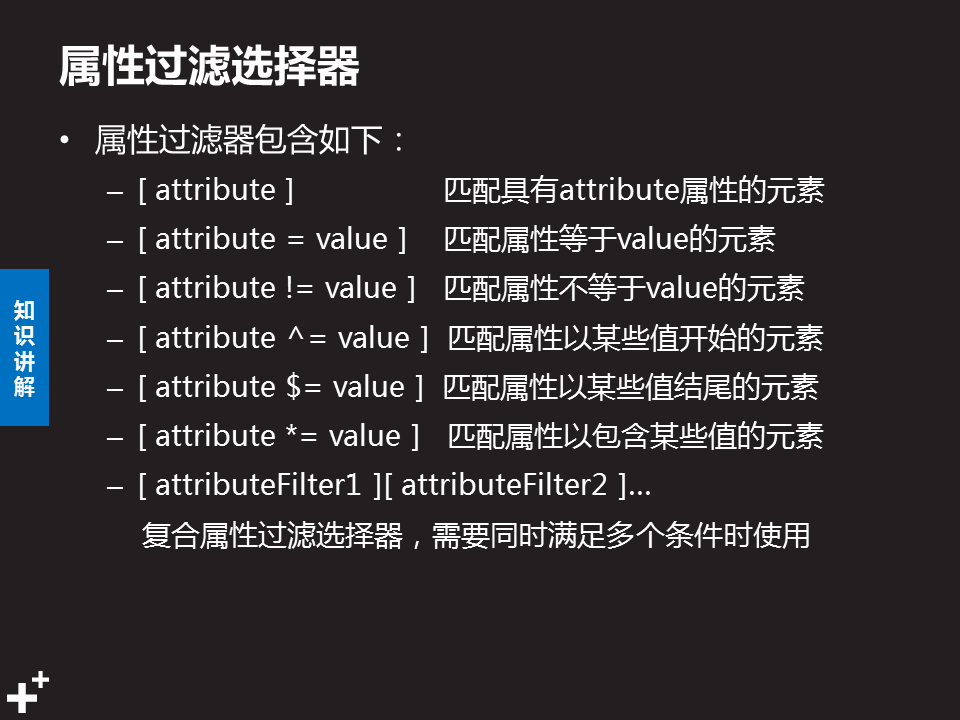 属性过滤选择器
• 属性过滤器包含如下：
– [ attribute ] 匹配具有attribute属性的元素
– [ attribute = value ] 匹配属性等于value的元素
– [ attribute != value ] 匹配属性不等于value的元素
– [ attribute ^= value ] 匹配属性以某些值开始的元素
– [ attribute $= value ] 匹配属性以某些值结尾的元素
– [ attribute *= value ] 匹配属性以包含某些值的元素
– [ attributeFilter1 ][ attributeFilter2 ]...
复合属性过滤选择器，需要同时满足多个条件时使用
知识讲解